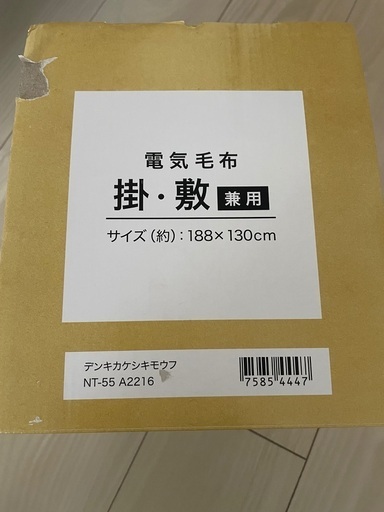 電気毛布
掛・敷 兼用
サイズ(約):188×130cm
デンキカケシキモウフ
NT-55 A2216
7585 4447